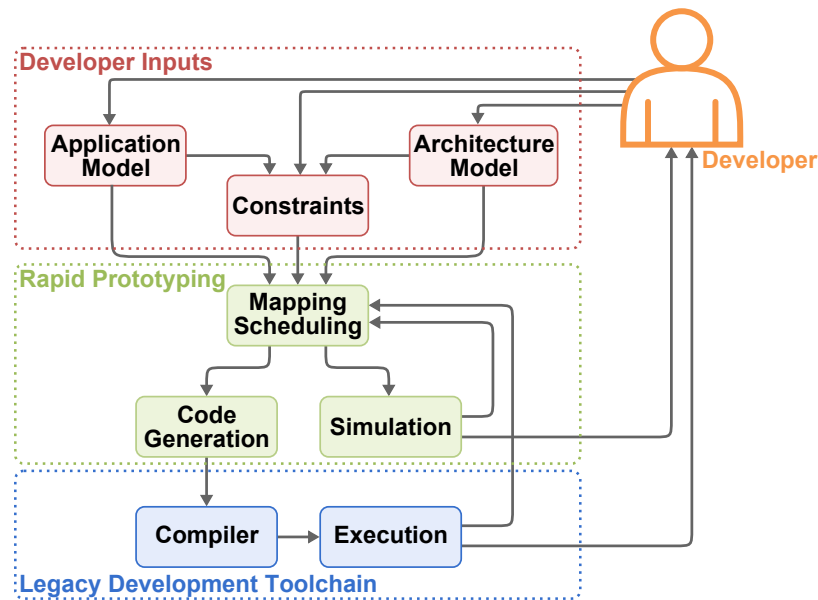 Developer Inputs
Application
Model
Architecture
Model
Developer
Constraints
Rapid Prototyping
Mapping
Scheduling
Code
Generation
Simulation
Compiler
Execution
Legacy Development Toolchain